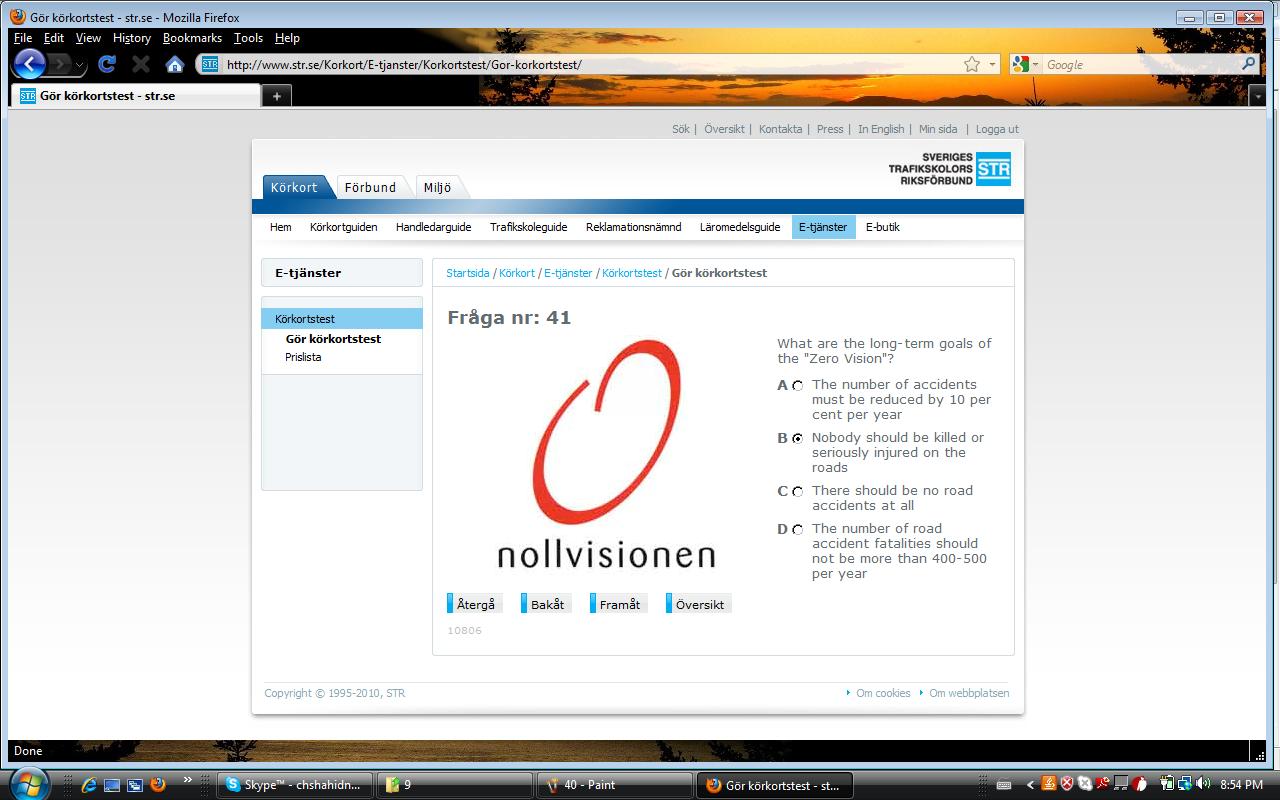 Gör körkortstest - str.se - Mozilla Firefox
File Edit View History Bookmarks Tools Help
STR http://www.str.se/Korkort/E-tjanster/Korkortstest/Gor-korkortstest/ Google
STR Gör körkortstest - str.se
Sök | Översikt | Kontakta | Press | In English | Min sida | Logga ut
SVERIGES
TRAFIKSKOLORS STR
RIKSFÖRBUND
Körkort Förbund Miljö
Hem Körkortguiden Handledarguide Trafikskoleguide Reklamationsnämnd Läromedelsguide E-tjänster E-butik
E-tjänster
Körkortstest
Gör körkortstest
Prislista
Startsida / Körkort / E-tjänster / Körkortstest / Gör körkortstest
Fråga nr: 41
nollvisionen
What are the long-term goals of
the "Zero Vision"?
A The number of accidents
must be reduced by 10 per
cent per year
B Nobody should be killed or
seriously injured on the
roads
C There should be no road
accidents at all
D The number of road
accident fatalities should
not be more than 400-500
per year
Återgå Bakåt Framåt Översikt
10806
Copyright © 1995-2010, STR Om cookies Om webbplatsen
Done
Skype™ - chshahidn... 9 40 - Paint Gör körkortstest - st... 8:54 PM